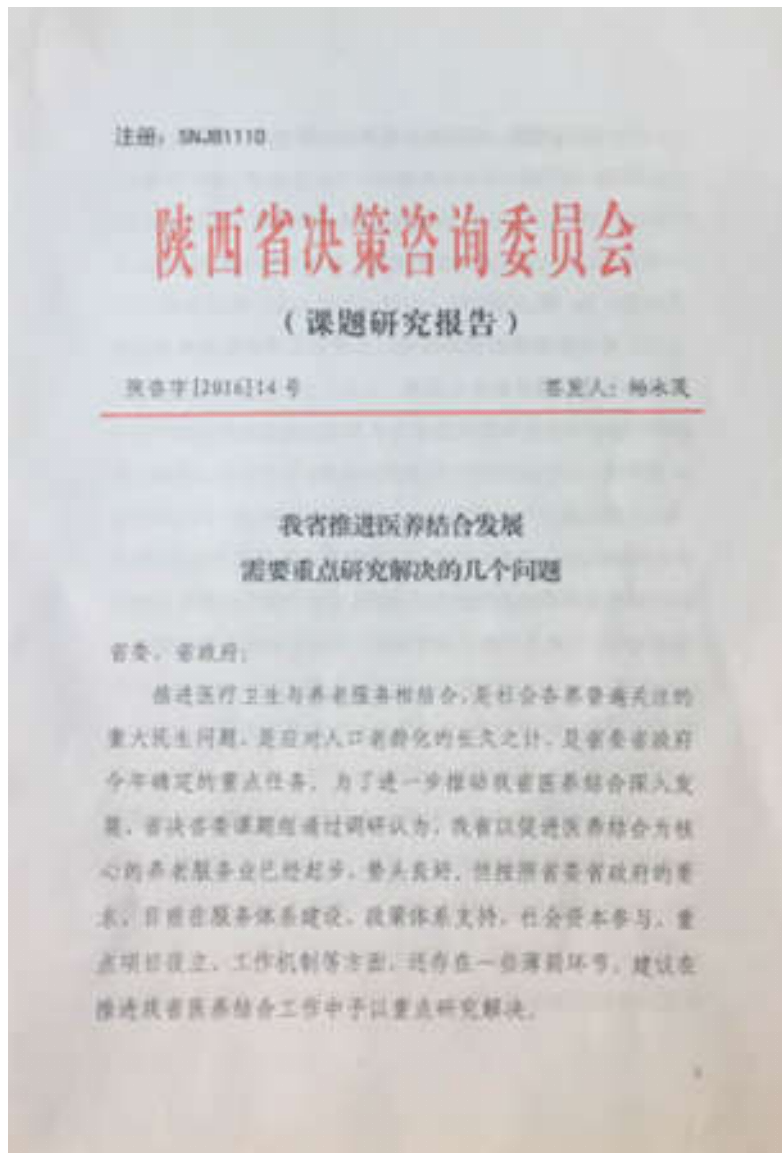 注册：SNJB1110
陕西省决策咨询委员会
（课题研究报告）
陕咨字[2016]14号
签发人：杨永茂
我省推进医养结合发展
需要重点研究解决的几个问题
省委、省政府：
推进医疗卫生与养老服务相结合，是社会各界普遍关注的
重大民生问题，是应对人口老龄化的长久之计，是省委省政府
今年确定的重点任务。为了进一步推动我省医养结合深入发
展，省决咨委课题组通过调研认为，我省以促进医养结合为核
心的养老服务业已经起步，势头良好，但按照省委省政府的要
求，目前在服务体系建设、政策体系支持、社会资本参与、重
点项目设立、工作机制等方面，还存在一些薄弱环节，建议在
推进我省医养结合工作中予以重点研究解决。